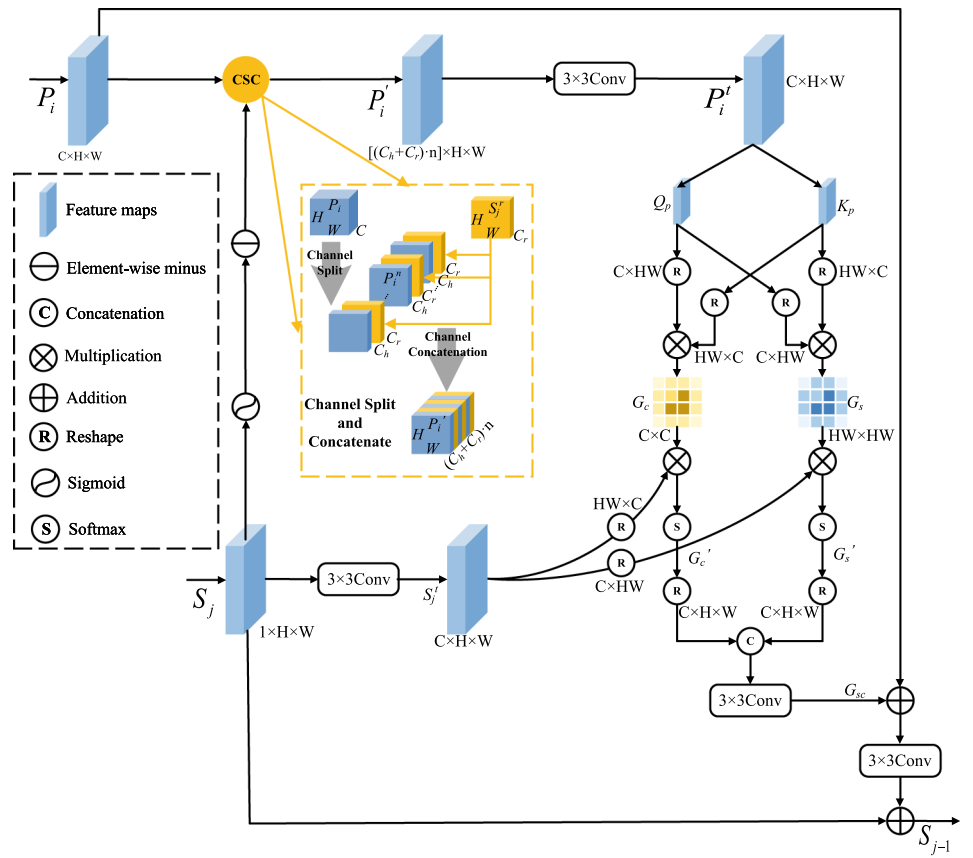 P_i
C×H×W
CSC
P_i'
[(C_h+C_r)·n]×H×W
3×3Conv
P_i^t
C×H×W
Feature maps
Element-wise minus
C Concatenation
Multiplication
Addition
R Reshape
Sigmoid
S Softmax
H P_i W C
Channel
Split
H S_j^r W C_r
P_i^n
C_r
C_h
C_r
C_h
C_r
C_h
Channel
Concatenation
Channel Split
and
Concatenate
H P_i' W
(C_h+C_r)·n
Q_p
K_p
C×HW R
R HW×C
R
R
HW×C
C×HW
G_c
G_s
C×C
HW×HW
HW×C
R
R
C×HW
S
S
G_c'
G_s'
R
R
C×H×W
C×H×W
C
3×3Conv
G_sc
3×3Conv
S_j
1×H×W
3×3Conv
S_j^t
C×H×W
S_{j-1}